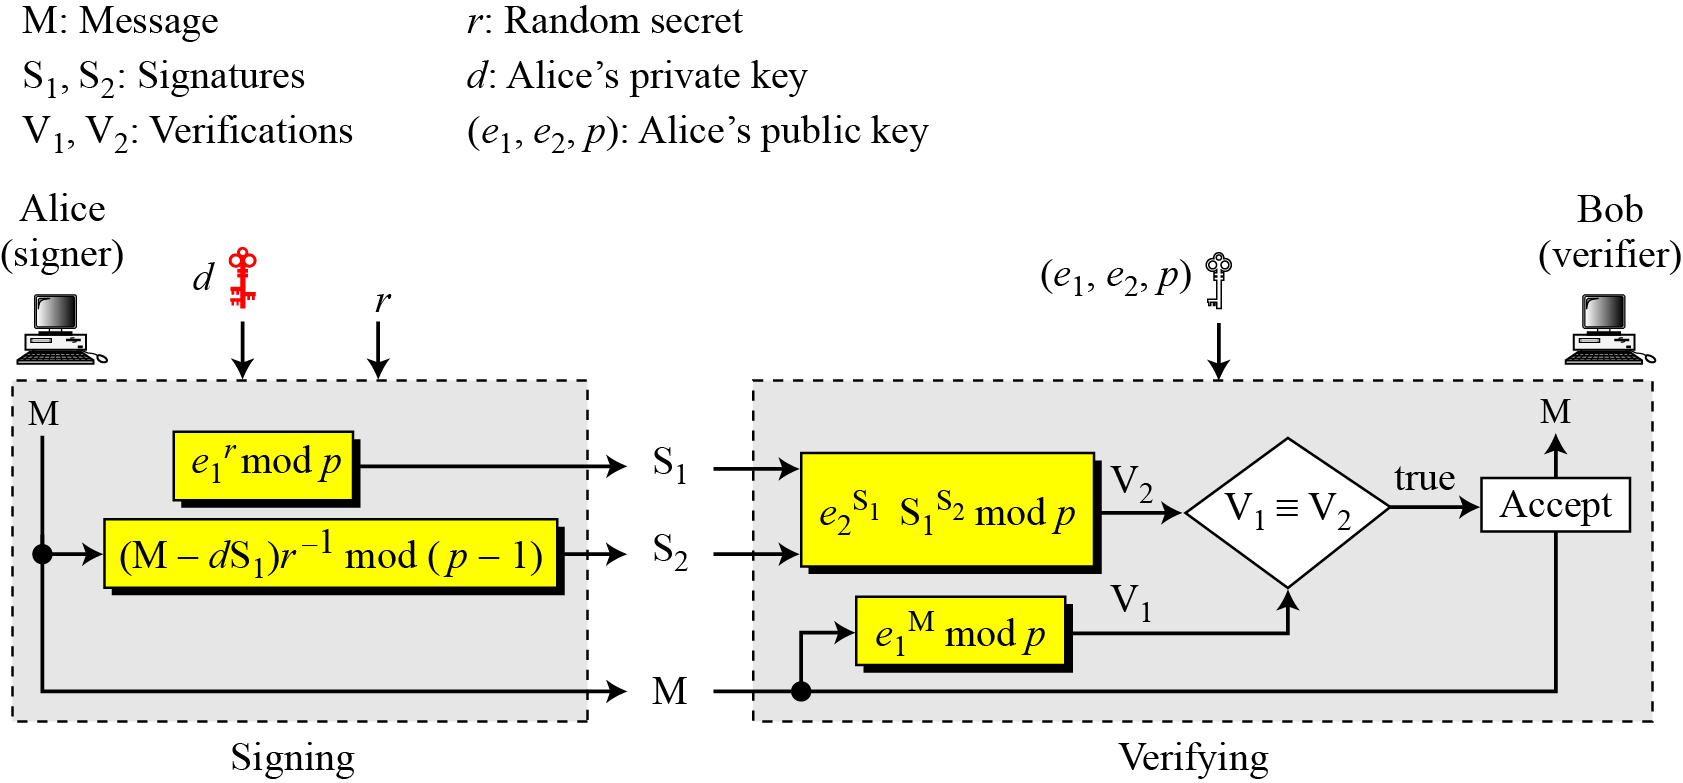 M: Message
r: Random secret
S₁, S₂: Signatures
d: Alice’s private key
V₁, V₂: Verifications
(e₁, e₂, p): Alice’s public key
Alice
(signer)
Bob
(verifier)
d
r
(e₁, e₂, p)
M
e₁ʳ mod p
S₁
(M – dS₁)r⁻¹ mod (p – 1)
S₂
M
e₂^S₁ S₁^S₂ mod p
V₂
V₁ ≡ V₂
true
Accept
M
e₁^M mod p
V₁
Signing
Verifying